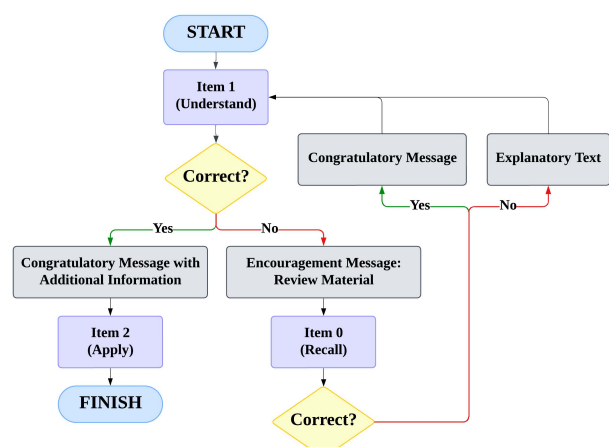 START
Item 1
(Understand)
Correct?
Congratulatory Message
Explanatory Text
Yes
No
Yes
No
Congratulatory Message with
Additional Information
Encouragement Message:
Review Material
Item 2
(Apply)
Item 0
(Recall)
FINISH
Correct?